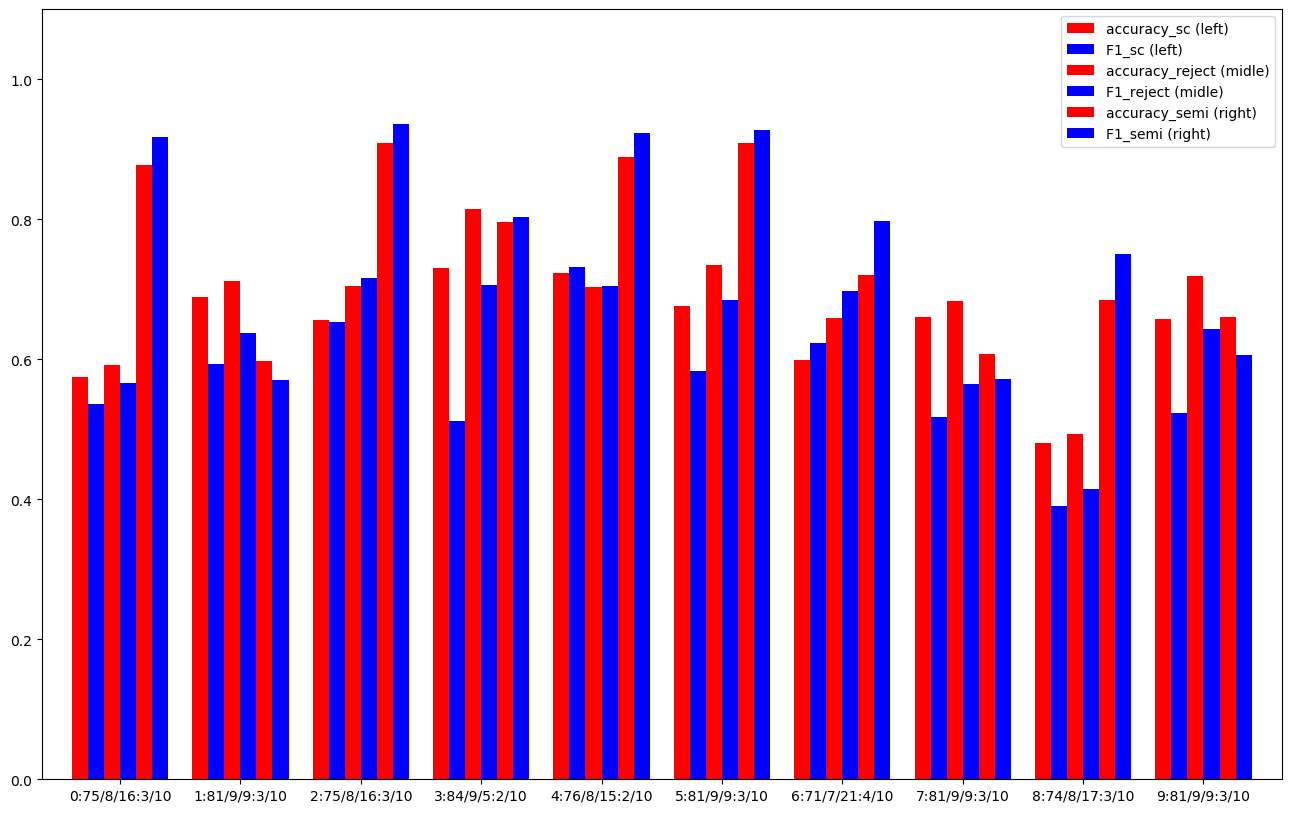 accuracy_sc (left)
F1_sc (left)
accuracy_reject (midle)
F1_reject (midle)
accuracy_semi (right)
F1_semi (right)
1.0
0.8
0.6
0.4
0.2
0.0
0:75/8/16:3/10 1:81/9/9:3/10 2:75/8/16:3/10 3:84/9/5:2/10 4:76/8/15:2/10 5:81/9/9:3/10 6:71/7/21:4/10 7:81/9/9:3/10 8:74/8/17:3/10 9:81/9/9:3/10